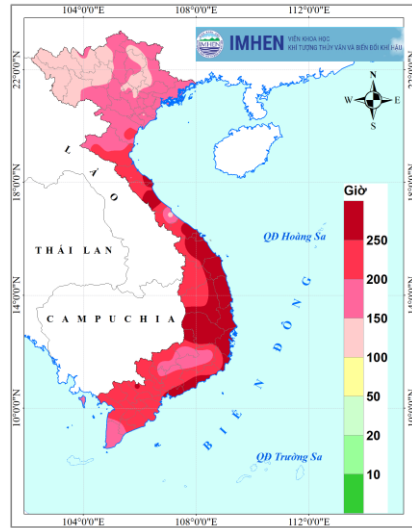 104°0'0"E 108°0'0"E 112°0'0"E
IMHEN
VIỆN KHOA HỌC
KHÍ TƯỢNG THỦY VĂN VÀ BIẾN ĐỔI KHÍ HẬU
22°0'0"N
N
W E
S
LÀO
18°0'0"N
Giờ
THÁI LAN
QĐ Hoàng Sa
250
200
14°0'0"N
CAMPUCHIA
150
100
BIỂN ĐÔNG
50
10°0'0"N
20
QĐ Trường Sa
10
104°0'0"E 108°0'0"E 112°0'0"E